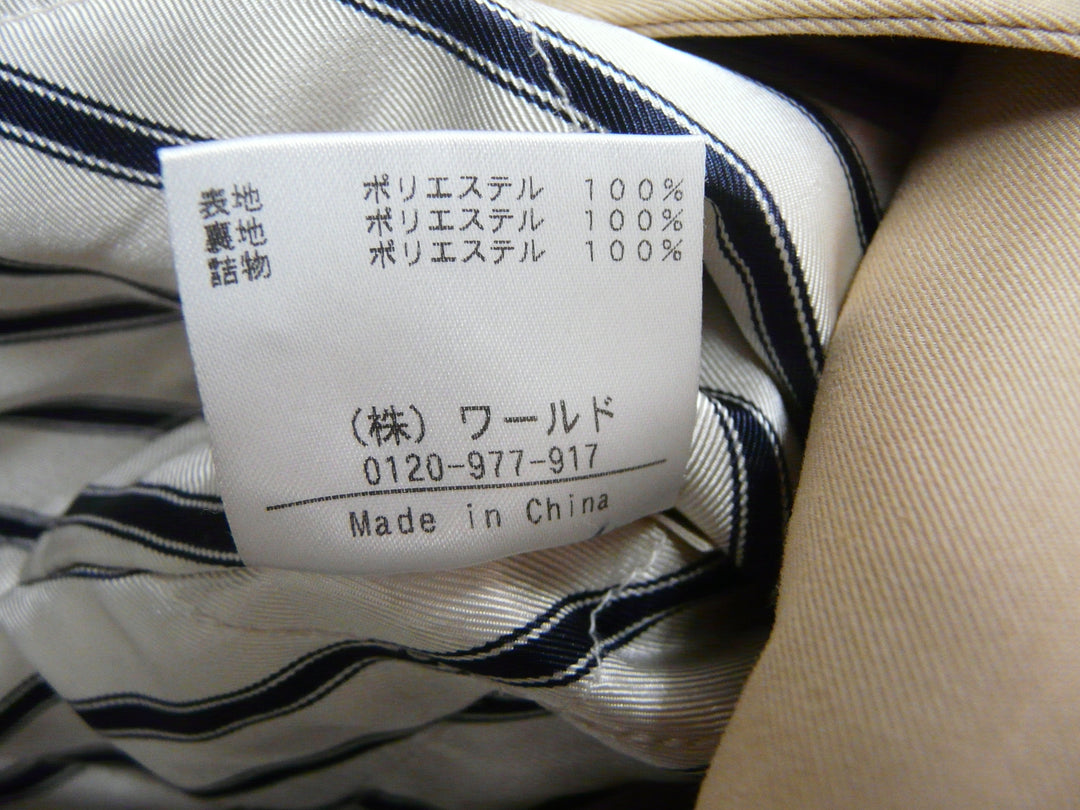 表地 ポリエステル 100%
裏地 ポリエステル 100%
詰物 ポリエステル 100%
(株) ワールド
0120-977-917
Made in China